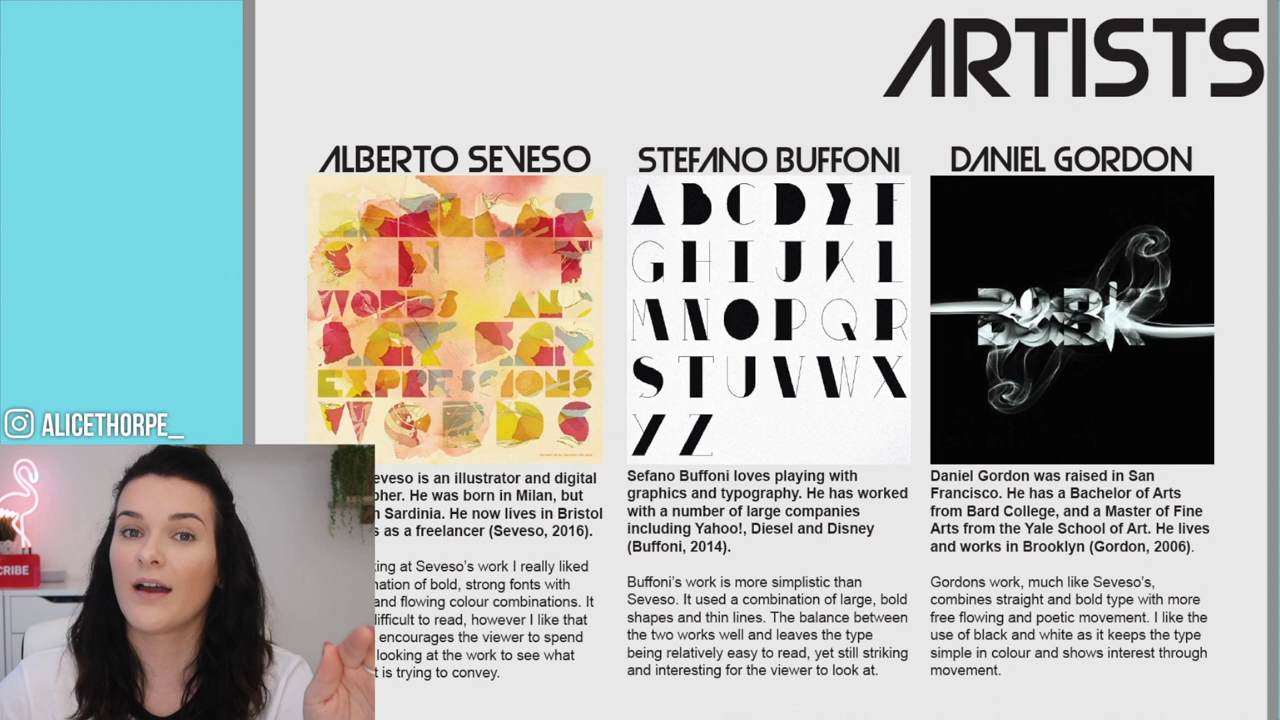 ARTISTS
ALBERTO SEVESO
STEFANO BUFFONI
DANIEL GORDON
WORDS AND
EXPRESSIONS
WORDS
ABCDΣF
GHIJKL
MNOPQR
STUVWX
YZ
ALICETHORPE_
CRIBE
eveso is an illustrator and digital
pher. He was born in Milan, but
n Sardinia. He now lives in Bristol
s as a freelancer (Seveso, 2016).
king at Seveso's work I really liked
nation of bold, strong fonts with
and flowing colour combinations. It
difficult to read, however I like that
encourages the viewer to spend
looking at the work to see what
t is trying to convey.
Sefano Buffoni loves playing with
graphics and typography. He has worked
with a number of large companies
including Yahoo!, Diesel and Disney
(Buffoni, 2014).
Buffoni's work is more simplistic than
Seveso. It used a combination of large, bold
shapes and thin lines. The balance between
the two works well and leaves the type
being relatively easy to read, yet still striking
and interesting for the viewer to look at.
Daniel Gordon was raised in San
Francisco. He has a Bachelor of Arts
from Bard College, and a Master of Fine
Arts from the Yale School of Art. He lives
and works in Brooklyn (Gordon, 2006).
Gordons work, much like Seveso's,
combines straight and bold type with more
free flowing and poetic movement. I like the
use of black and white as it keeps the type
simple in colour and shows interest through
movement.